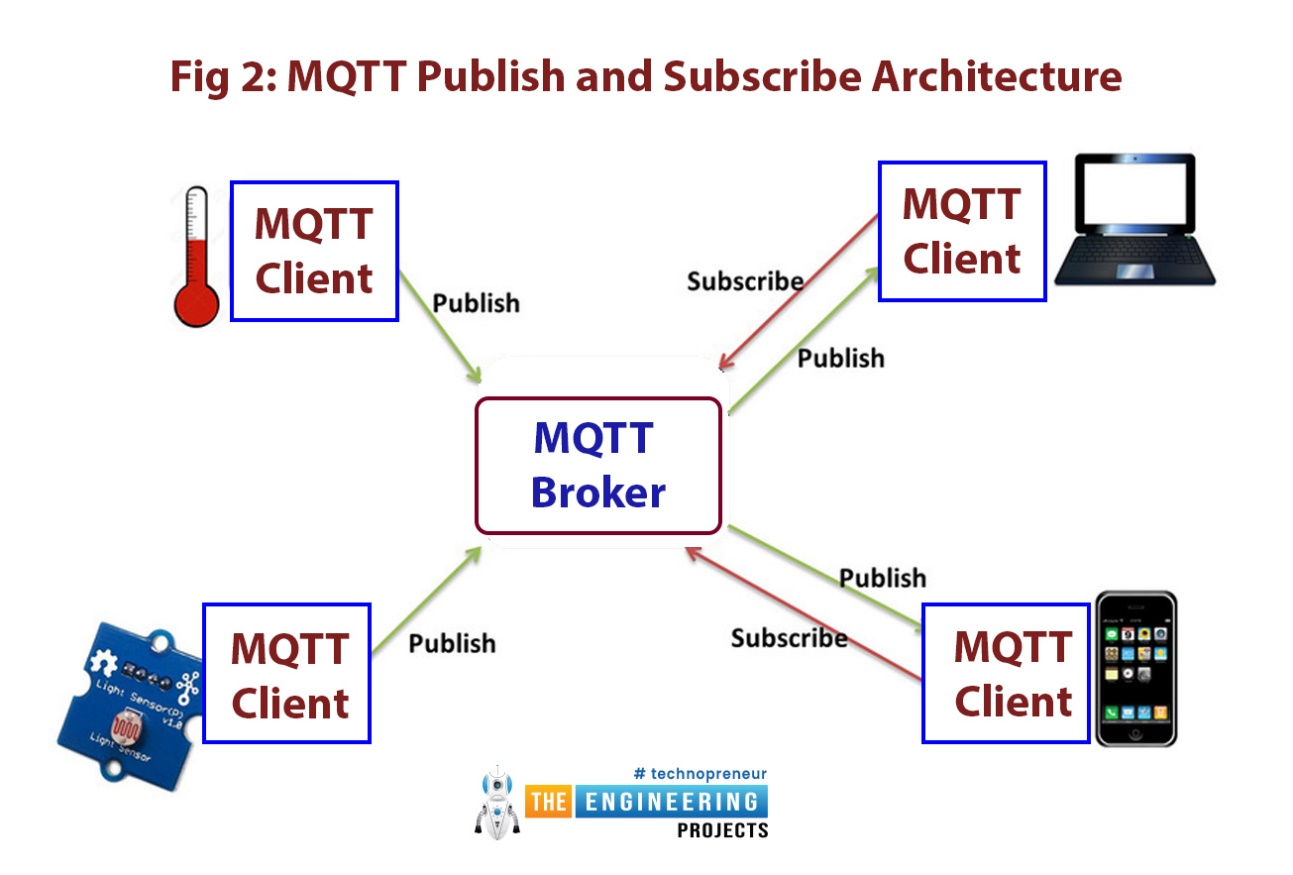 Fig 2: MQTT Publish and Subscribe Architecture
MQTT
Client
Publish
MQTT
Client
Subscribe
Publish
MQTT
Broker
MQTT
Client
Publish
Light Sensor(P)
v1.0
Light Sensor
Publish
Subscribe
MQTT
Client
# technopreneur
THE ENGINEERING
PROJECTS